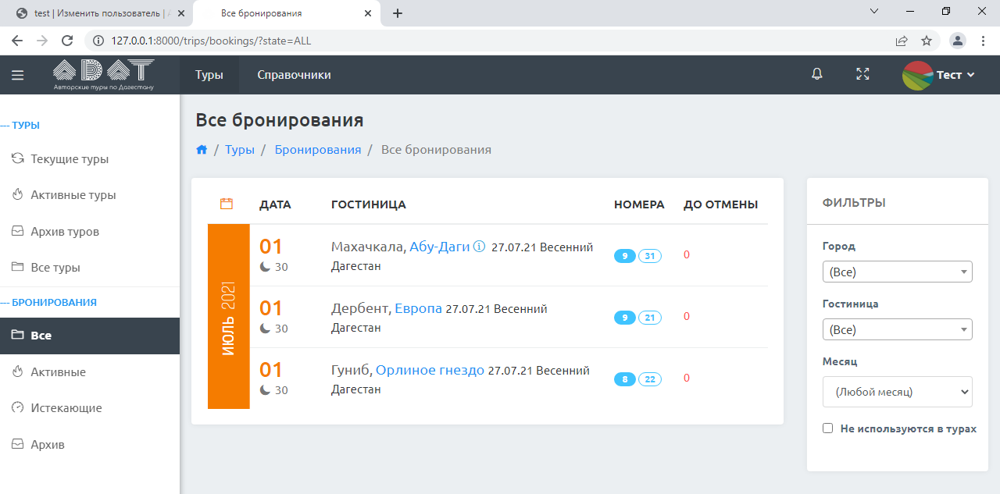 test | Изменить пользователь |
Все бронирования
127.0.0.1:8000/trips/bookings/?state=ALL
АДАТ
Авторские туры по Дагестану
Туры
Справочники
Тест
ТУРЫ
Текущие туры
Активные туры
Архив туров
Все туры
БРОНИРОВАНИЯ
Все
Активные
Истекающие
Архив
Все бронирования
/ Туры / Бронирования / Все бронирования
ДАТА ГОСТИНИЦА НОМЕРА ДО ОТМЕНЫ
ИЮЛЬ 2021
01
30
Махачкала, Абу-Даги 27.07.21 Весенний
Дагестан
9 31
0
01
30
Дербент, Европа 27.07.21 Весенний
Дагестан
9 21
0
01
30
Гуниб, Орлиное гнездо 27.07.21 Весенний
Дагестан
8 22
0
ФИЛЬТРЫ
Город
(Все)
Гостиница
(Все)
Месяц
(Любой месяц)
Не используются в турах